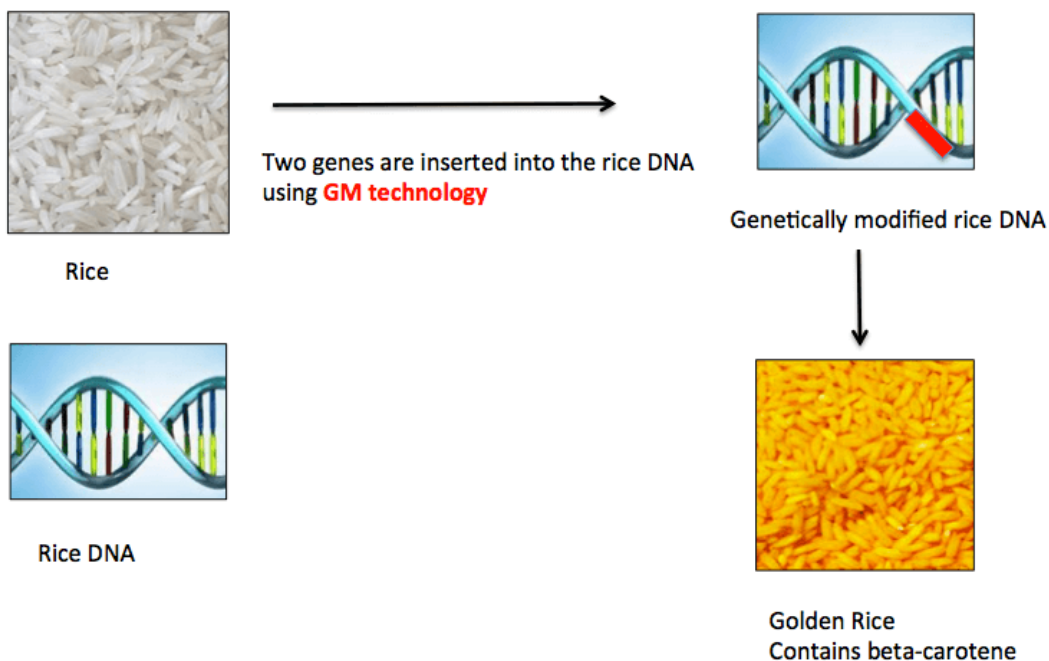 Two genes are inserted into the rice DNA
using GM technology
Genetically modified rice DNA
Rice
Rice DNA
Golden Rice
Contains beta-carotene